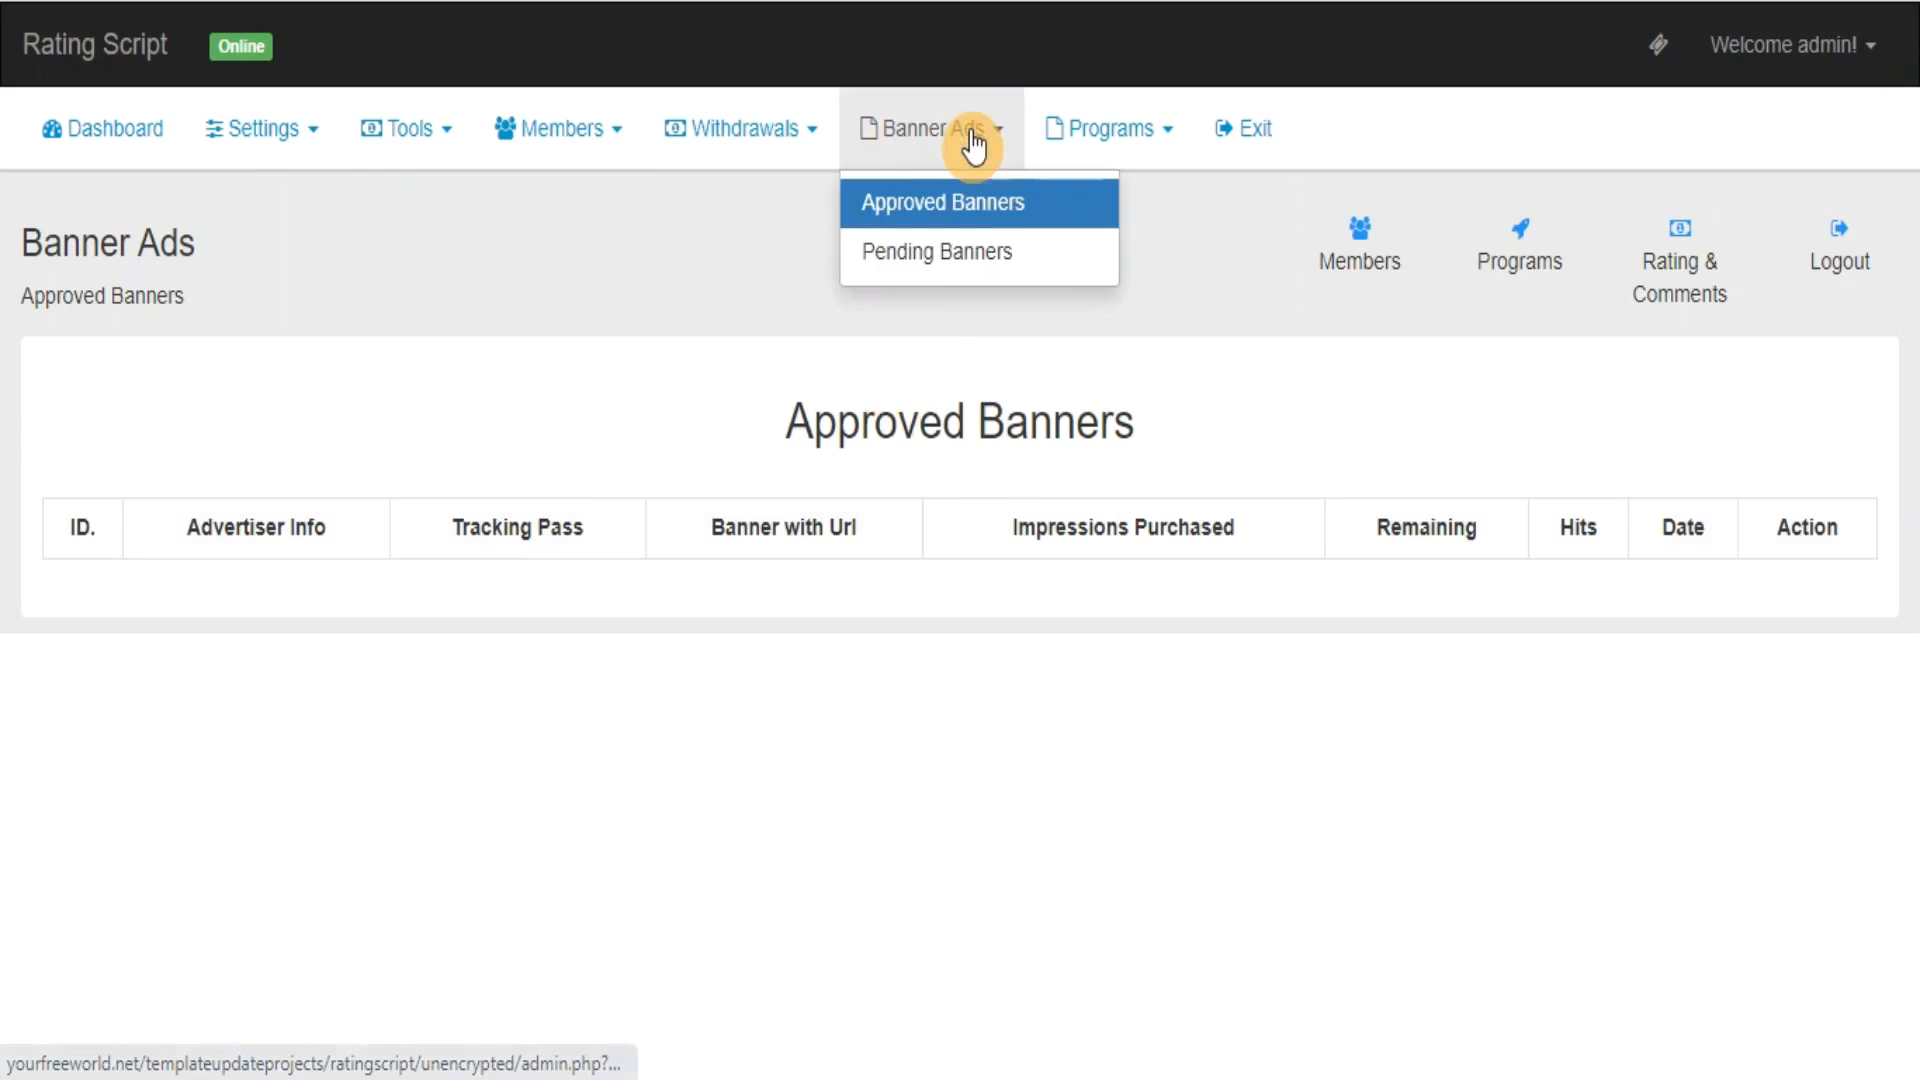 Rating Script Online Welcome admin!
Dashboard Settings Tools Members Withdrawals Banner Ads Programs Exit
Approved Banners
Pending Banners
Banner Ads
Approved Banners
Members Programs Rating & Comments Logout
Approved Banners
ID. Advertiser Info Tracking Pass Banner with Url Impressions Purchased Remaining Hits Date Action
yourfreeworld.net/templateupdateprojects/ratingscript/unencrypted/admin.php?...